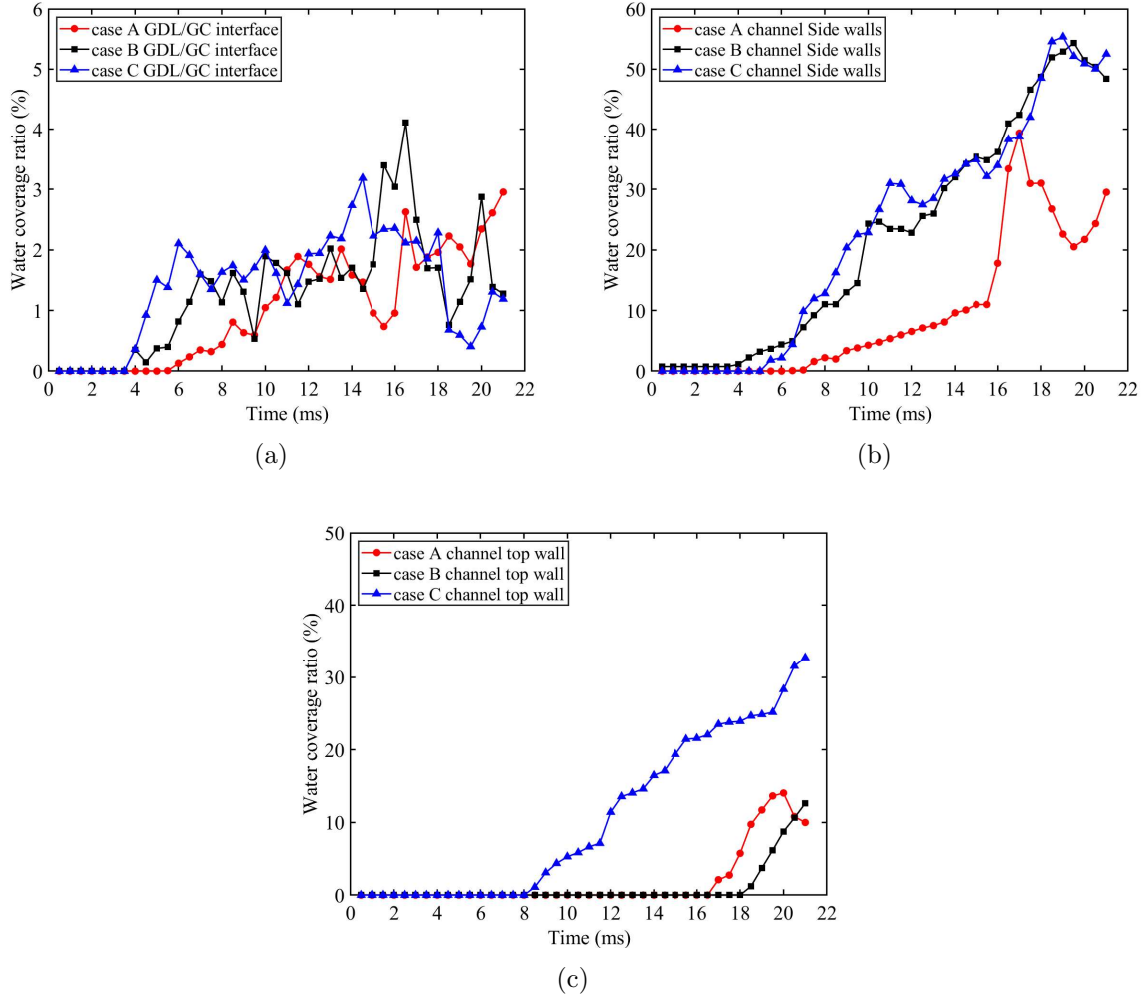 case A GDL/GC interface
case B GDL/GC interface
case C GDL/GC interface
Water coverage ratio (%)
6
5
4
3
2
1
0
0 2 4 6 8 10 12 14 16 18 20 22
Time (ms)
(a)
case A channel Side walls
case B channel Side walls
case C channel Side walls
Water coverage ratio (%)
60
50
40
30
20
10
0
0 2 4 6 8 10 12 14 16 18 20 22
Time (ms)
(b)
case A channel top wall
case B channel top wall
case C channel top wall
Water coverage ratio (%)
50
40
30
20
10
0
0 2 4 6 8 10 12 14 16 18 20 22
Time (ms)
(c)